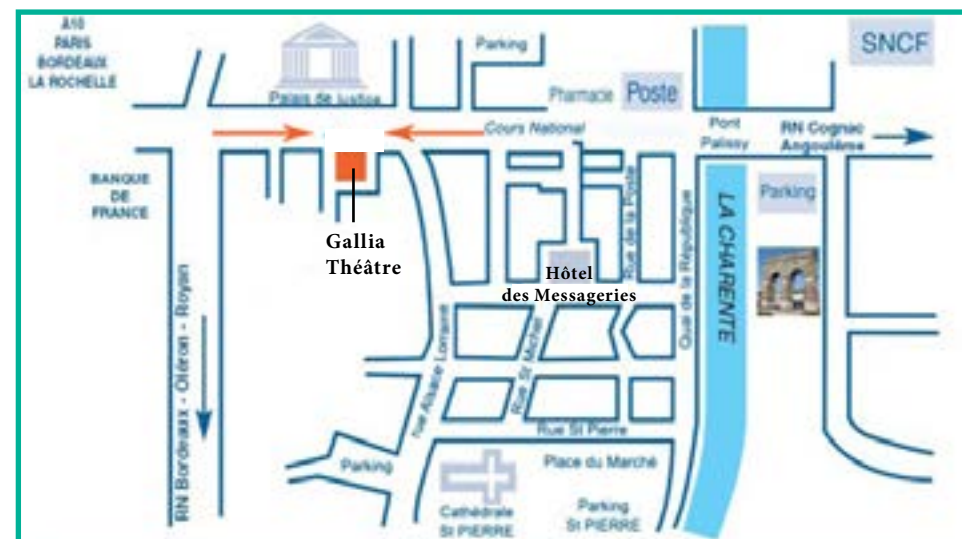 A10
PARIS
BORDEAUX
LA ROCHELLE
Palais de Justice
Parking
Pharmacie
Poste
SNCF
Cours National
Pont
Palissy
RN Cognac
Angoulême
BANQUE
DE
FRANCE
Gallia
Théâtre
Hôtel
des Messageries
Rue de la Poste
Quai de la République
LA CHARENTE
Parking
RN Bordeaux - Oléron - Royan
rue Alsace Lorraine
Rue St Michel
Rue St Pierre
Parking
Cathédrale
St PIERRE
Place du Marché
Parking
St PIERRE